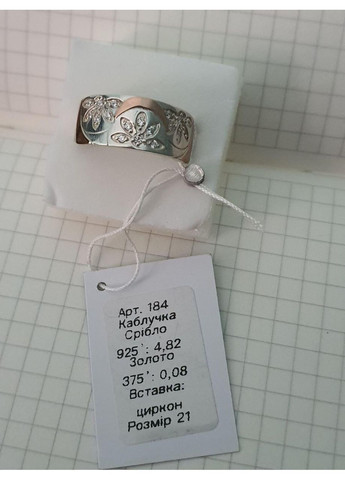 Арт. 184
Каблучка
Срібло
925°: 4,82
Золото
375°: 0,08
Вставка:
циркон
Розмір 21